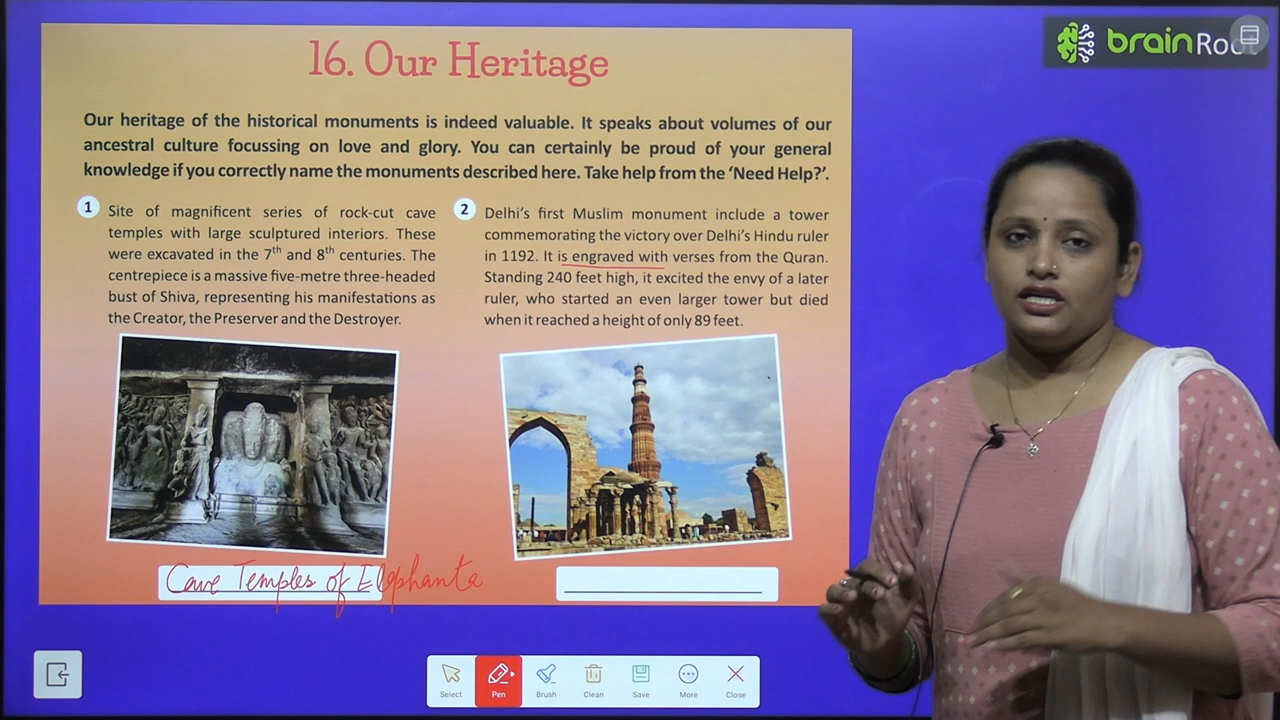 brainRoot
16. Our Heritage
Our heritage of the historical monuments is indeed valuable. It speaks about volumes of our
ancestral culture focussing on love and glory. You can certainly be proud of your general
knowledge if you correctly name the monuments described here. Take help from the ‘Need Help?’.
1
Site of magnificent series of rock-cut cave
temples with large sculptured interiors. These
were excavated in the 7th and 8th centuries. The
centrepiece is a massive five-metre three-headed
bust of Shiva, representing his manifestations as
the Creator, the Preserver and the Destroyer.
Cave Temples of Elephanta
2
Delhi’s first Muslim monument include a tower
commemorating the victory over Delhi’s Hindu ruler
in 1192. It is engraved with verses from the Quran.
Standing 240 feet high, it excited the envy of a later
ruler, who started an even larger tower but died
when it reached a height of only 89 feet.
Select
Pen
Brush
Clean
Save
More
Close